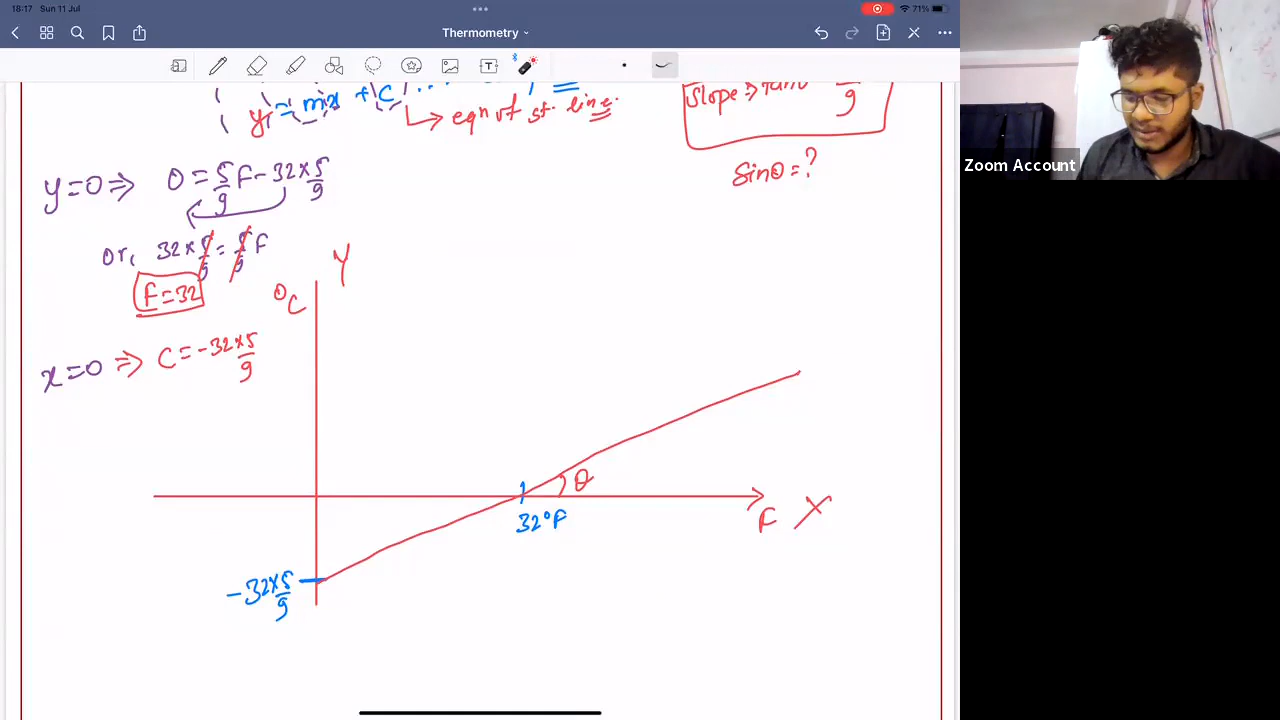 18:17 Sun 11 Jul
71%
Thermometry
y = mx + C ...
→ eqn of st. line.
Slope ⇒ tanθ 9
Sinθ = ?
y=0 ⇒ 0 = 5/9 F - 32 × 5/9
or, 32 × 5/9 = 5/9 F
F = 32
x=0 ⇒ C = -32×5/9
Y
°C
θ
32°F
F X
-32×5/9
Zoom Account